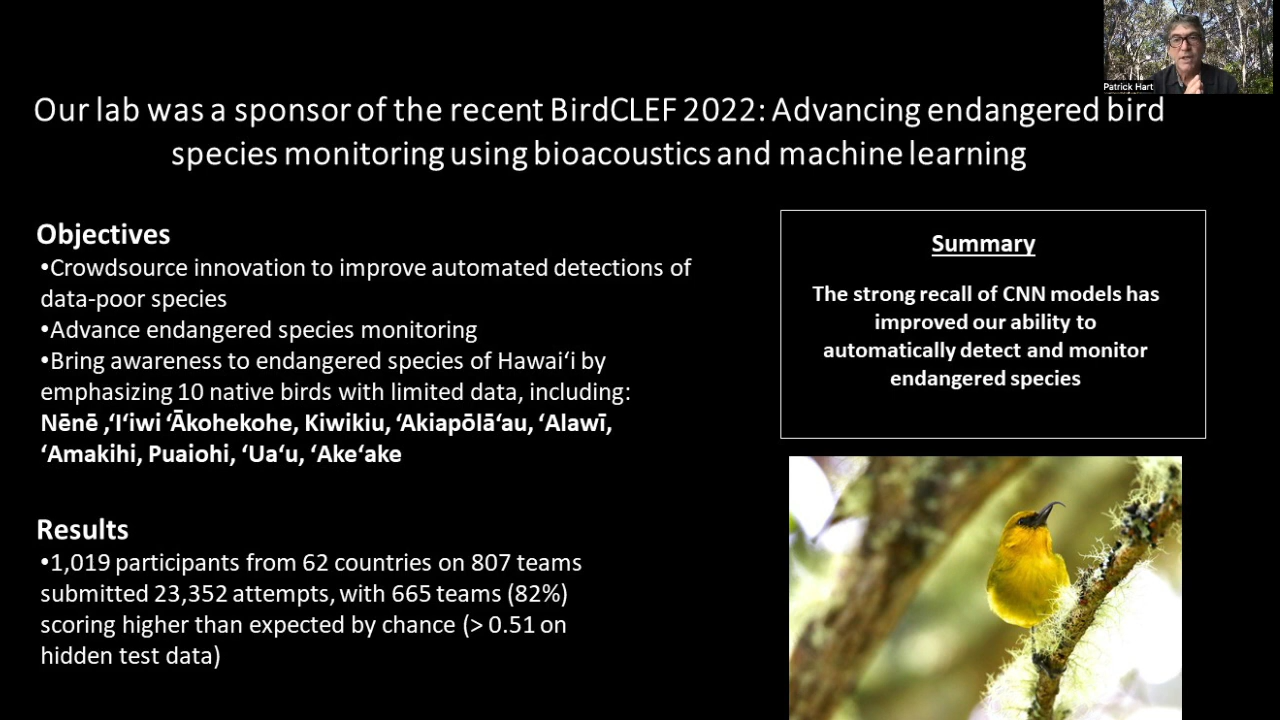 Patrick Hart
Our lab was a sponsor of the recent BirdCLEF 2022: Advancing endangered bird
species monitoring using bioacoustics and machine learning
Objectives
•Crowdsource innovation to improve automated detections of
data-poor species
•Advance endangered species monitoring
•Bring awareness to endangered species of Hawaiʻi by
emphasizing 10 native birds with limited data, including:
Nēnē ,ʻIʻiwi ʻĀkohekohe, Kiwikiu, ʻAkiapōlāʻau, ʻAlawī,
ʻAmakihi, Puaiohi, ʻUaʻu, ʻAkeʻake
Results
•1,019 participants from 62 countries on 807 teams
submitted 23,352 attempts, with 665 teams (82%)
scoring higher than expected by chance (> 0.51 on
hidden test data)
Summary
The strong recall of CNN models has
improved our ability to
automatically detect and monitor
endangered species